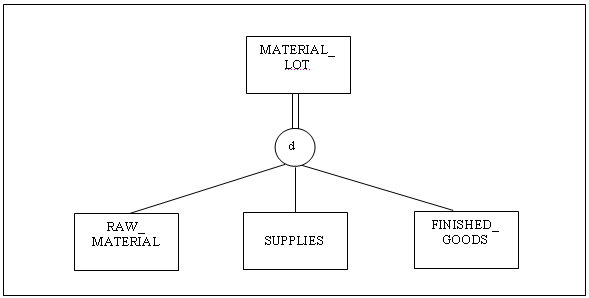 MATERIAL_
LOT
d
RAW_
MATERIAL
SUPPLIES
FINISHED_
GOODS